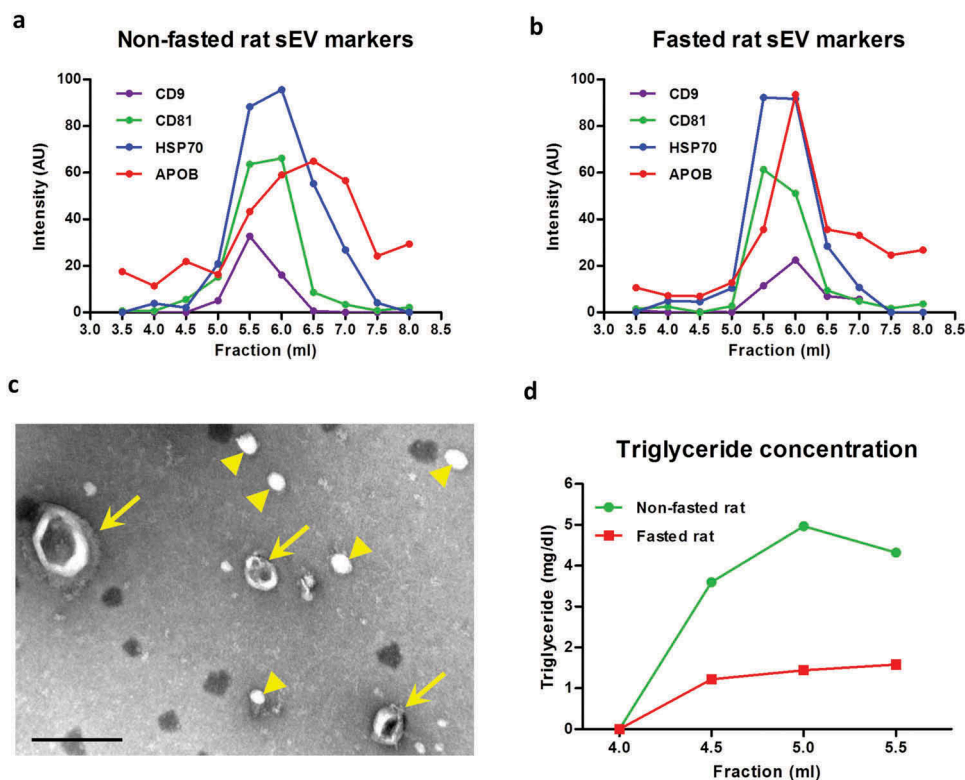 a
Non-fasted rat sEV markers
Intensity (AU)
100
80
60
40
20
0
CD9
CD81
HSP70
APOB
3.0 3.5 4.0 4.5 5.0 5.5 6.0 6.5 7.0 7.5 8.0 8.5
Fraction (ml)
b
Fasted rat sEV markers
Intensity (AU)
100
80
60
40
20
0
CD9
CD81
HSP70
APOB
3.0 3.5 4.0 4.5 5.0 5.5 6.0 6.5 7.0 7.5 8.0 8.5
Fraction (ml)
c
d
Triglyceride concentration
Triglyceride (mg/dl)
6
5
4
3
2
1
0
Non-fasted rat
Fasted rat
4.0 4.5 5.0 5.5
Fraction (ml)